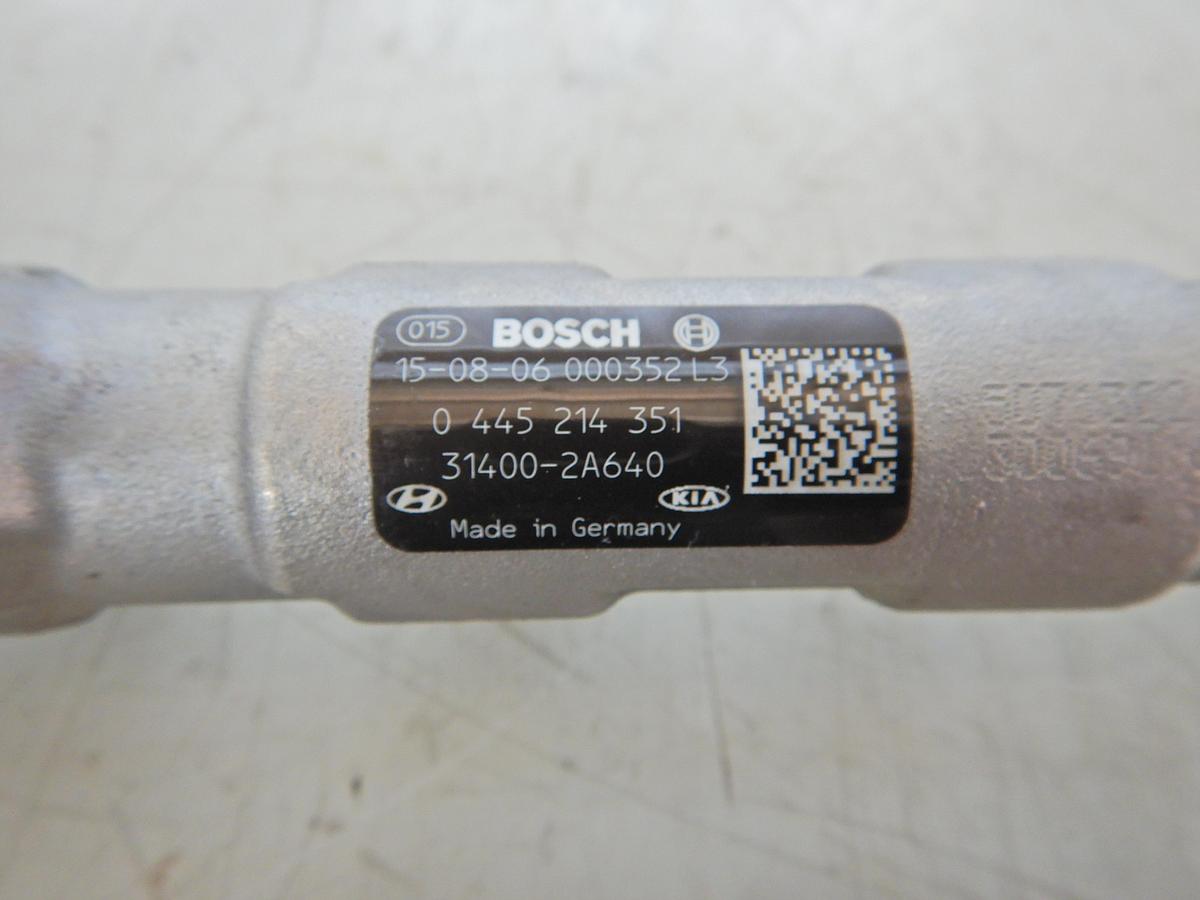 015 BOSCH
15-08-06 000352 L3
0 445 214 351
31400-2A640
KIA
Made in Germany